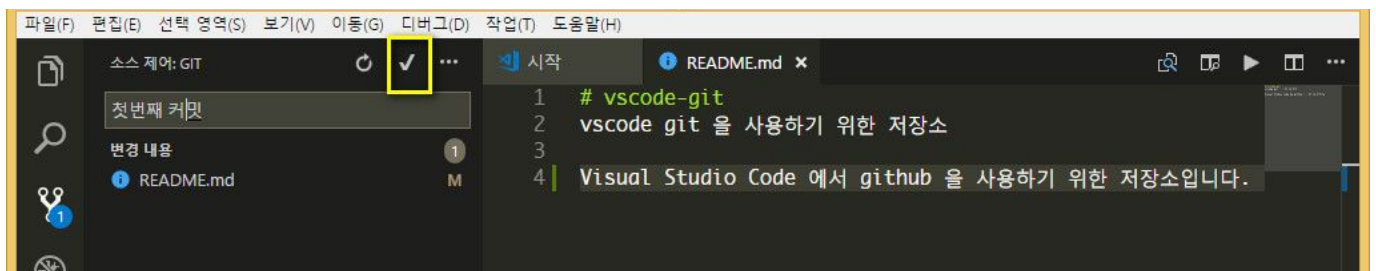 파일(F) 편집(E) 선택 영역(S) 보기(V) 이동(G) 디버그(D) 작업(T) 도움말(H)
소스 제어: GIT
첫번째 커밋
변경 내용 1
README.md M
1
시작 README.md
1 # vscode-git
2 vscode git 을 사용하기 위한 저장소
3
4 Visual Studio Code 에서 github 을 사용하기 위한 저장소입니다.